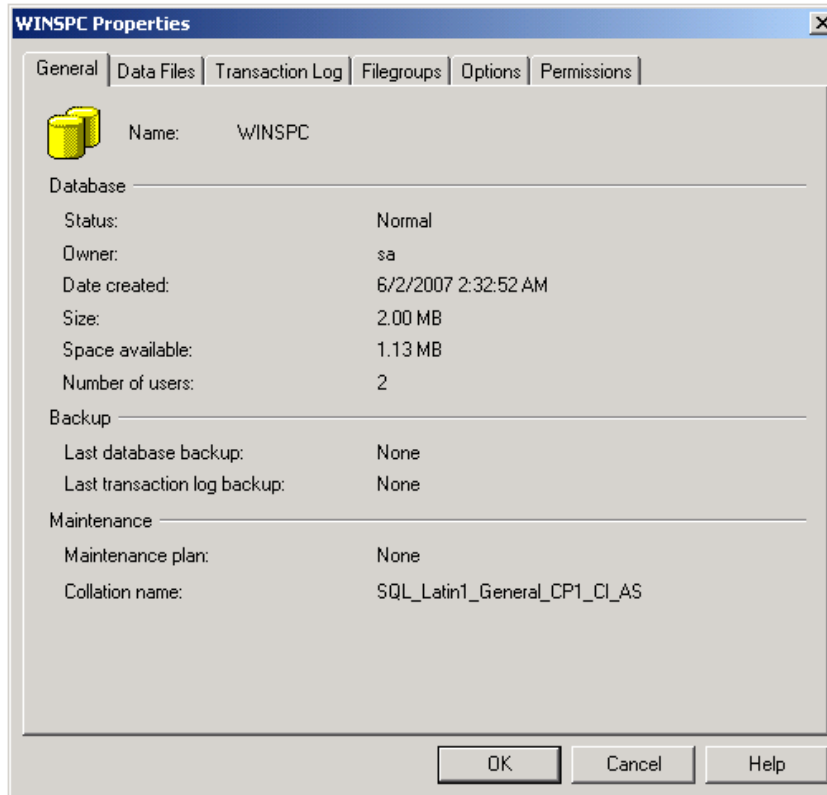 WINSPC Properties
General Data Files Transaction Log Filegroups Options Permissions
Name: WINSPC
Database
Status: Normal
Owner: sa
Date created: 6/2/2007 2:32:52 AM
Size: 2.00 MB
Space available: 1.13 MB
Number of users: 2
Backup
Last database backup: None
Last transaction log backup: None
Maintenance
Maintenance plan: None
Collation name: SQL_Latin1_General_CP1_CI_AS
OK Cancel Help